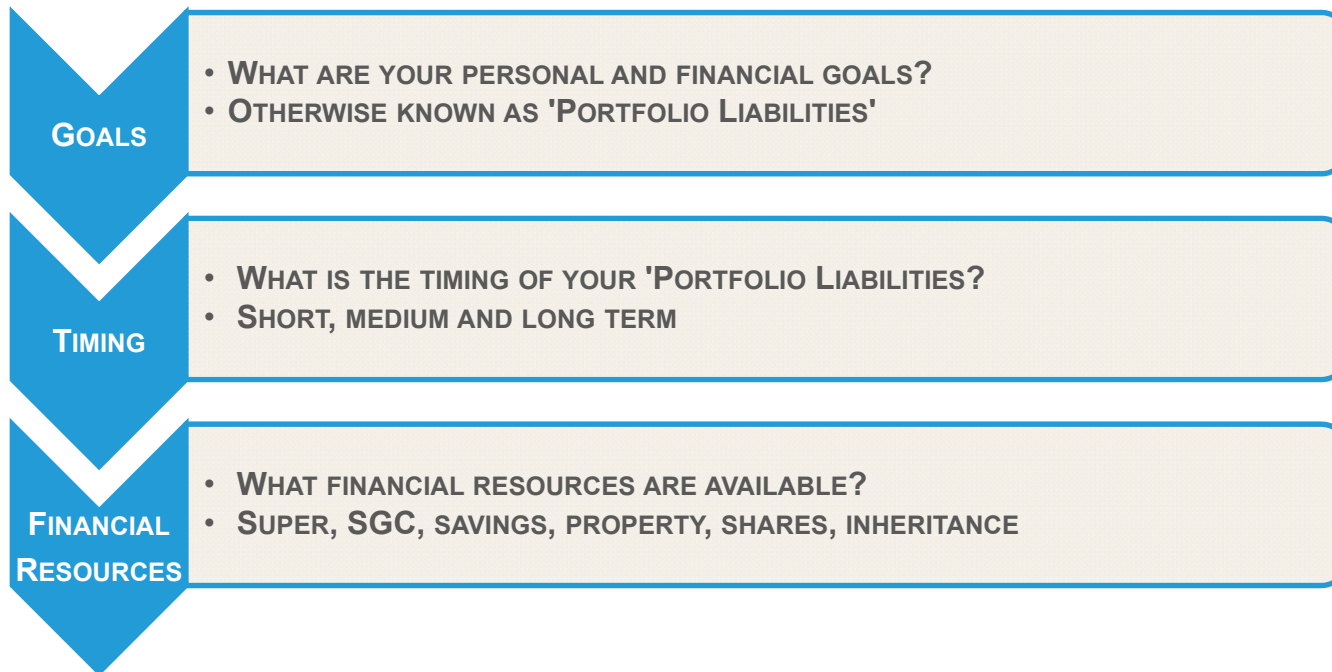 GOALS
• WHAT ARE YOUR PERSONAL AND FINANCIAL GOALS?
• OTHERWISE KNOWN AS 'PORTFOLIO LIABILITIES'
TIMING
• WHAT IS THE TIMING OF YOUR 'PORTFOLIO LIABILITIES?
• SHORT, MEDIUM AND LONG TERM
FINANCIAL
RESOURCES
• WHAT FINANCIAL RESOURCES ARE AVAILABLE?
• SUPER, SGC, SAVINGS, PROPERTY, SHARES, INHERITANCE